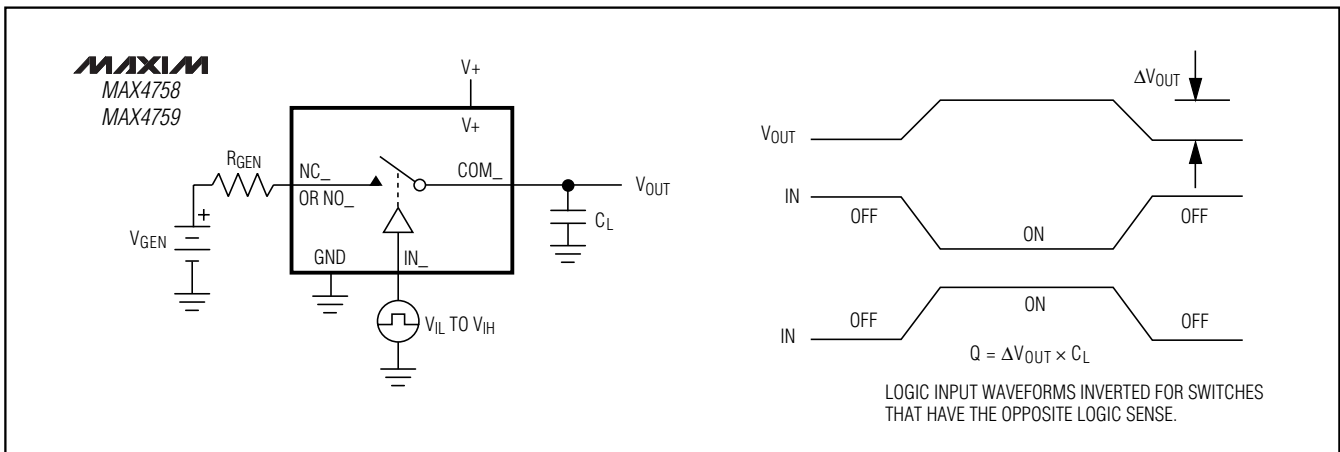 MAXIM
MAX4758
MAX4759
V+
V+
RGEN
NC_
OR NO_
COM_
VOUT
CL
VGEN
+
GND
IN_
VIL TO VIH
ΔVOUT
VOUT
IN
OFF
ON
OFF
IN
OFF
ON
OFF
Q = ΔVOUT × CL
LOGIC INPUT WAVEFORMS INVERTED FOR SWITCHES
THAT HAVE THE OPPOSITE LOGIC SENSE.